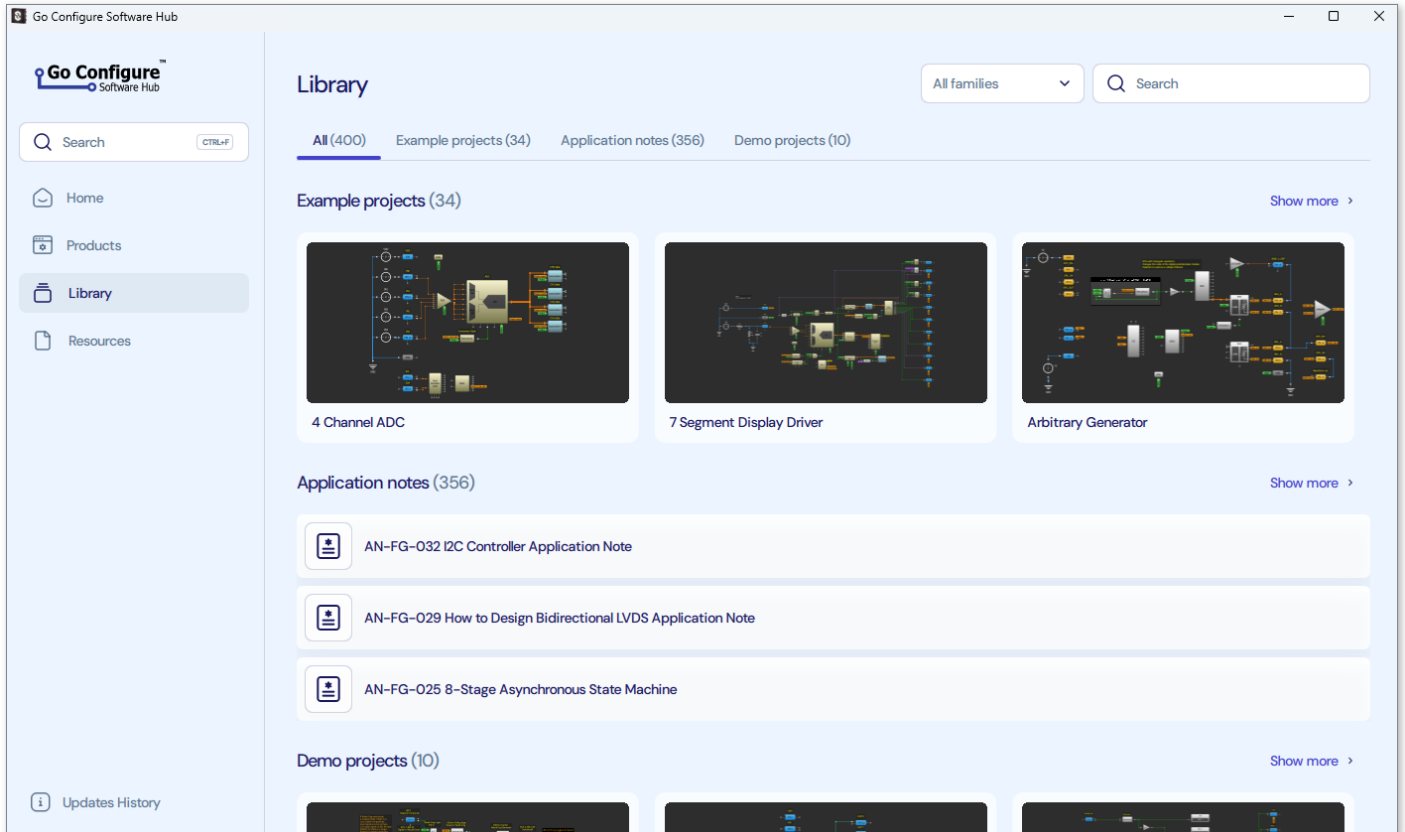 Go Configure Software Hub
Go Configure™
Software Hub
Search CTRL+F
Home
Products
Library
Resources
Updates History
Library
All families
Search
All (400) Example projects (34) Application notes (356) Demo projects (10)
Example projects (34) Show more
4 Channel ADC
7 Segment Display Driver
Arbitrary Generator
Application notes (356) Show more
AN-FG-032 I2C Controller Application Note
AN-FG-029 How to Design Bidirectional LVDS Application Note
AN-FG-025 8-Stage Asynchronous State Machine
Demo projects (10) Show more